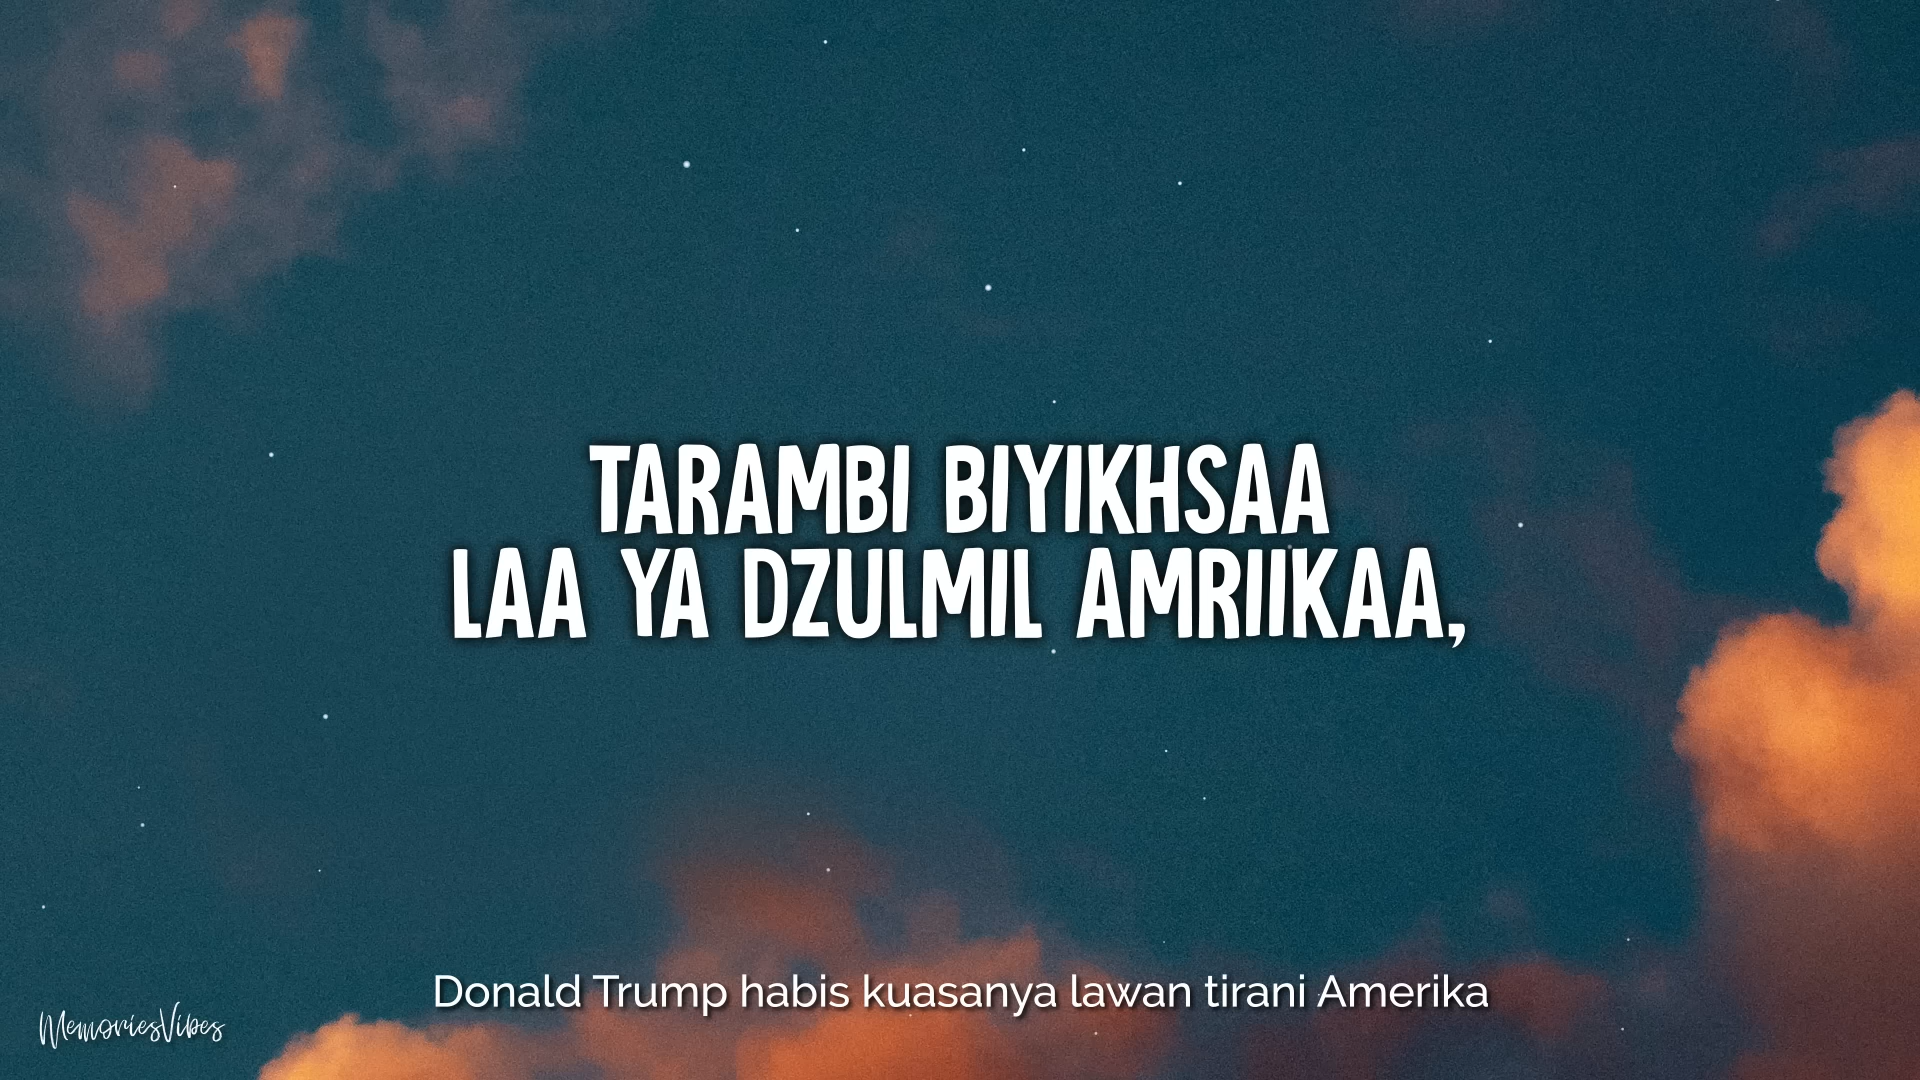 TARAMBI BIYIKHSAA
LAA YA DZULMIL AMRIIKAA,
Donald Trump habis kuasanya lawan tirani Amerika
MemoriesVibes